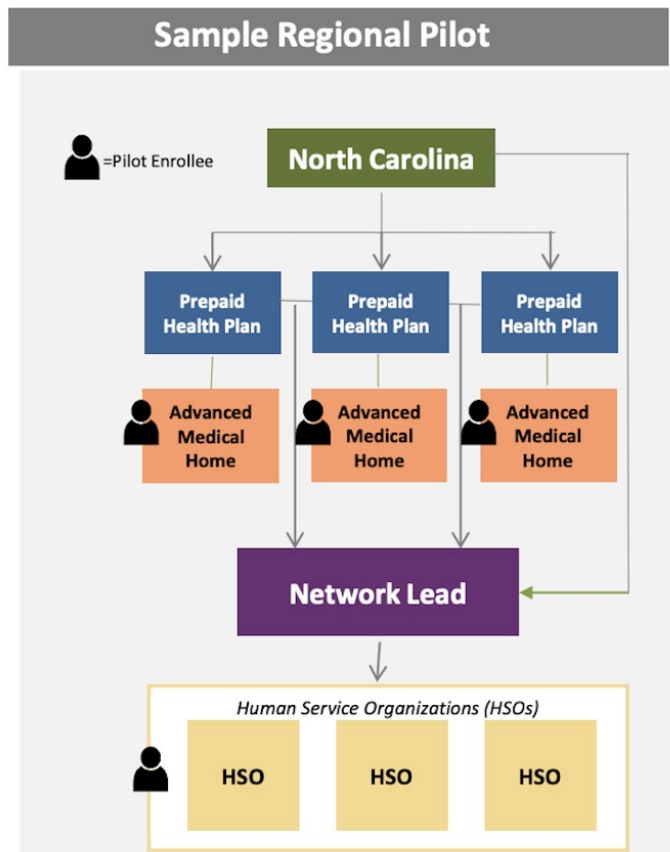 Sample Regional Pilot
=Pilot Enrollee
North Carolina
Prepaid
Health Plan
Prepaid
Health Plan
Prepaid
Health Plan
Advanced
Medical
Home
Advanced
Medical
Home
Advanced
Medical
Home
Network Lead
Human Service Organizations (HSOs)
HSO
HSO
HSO